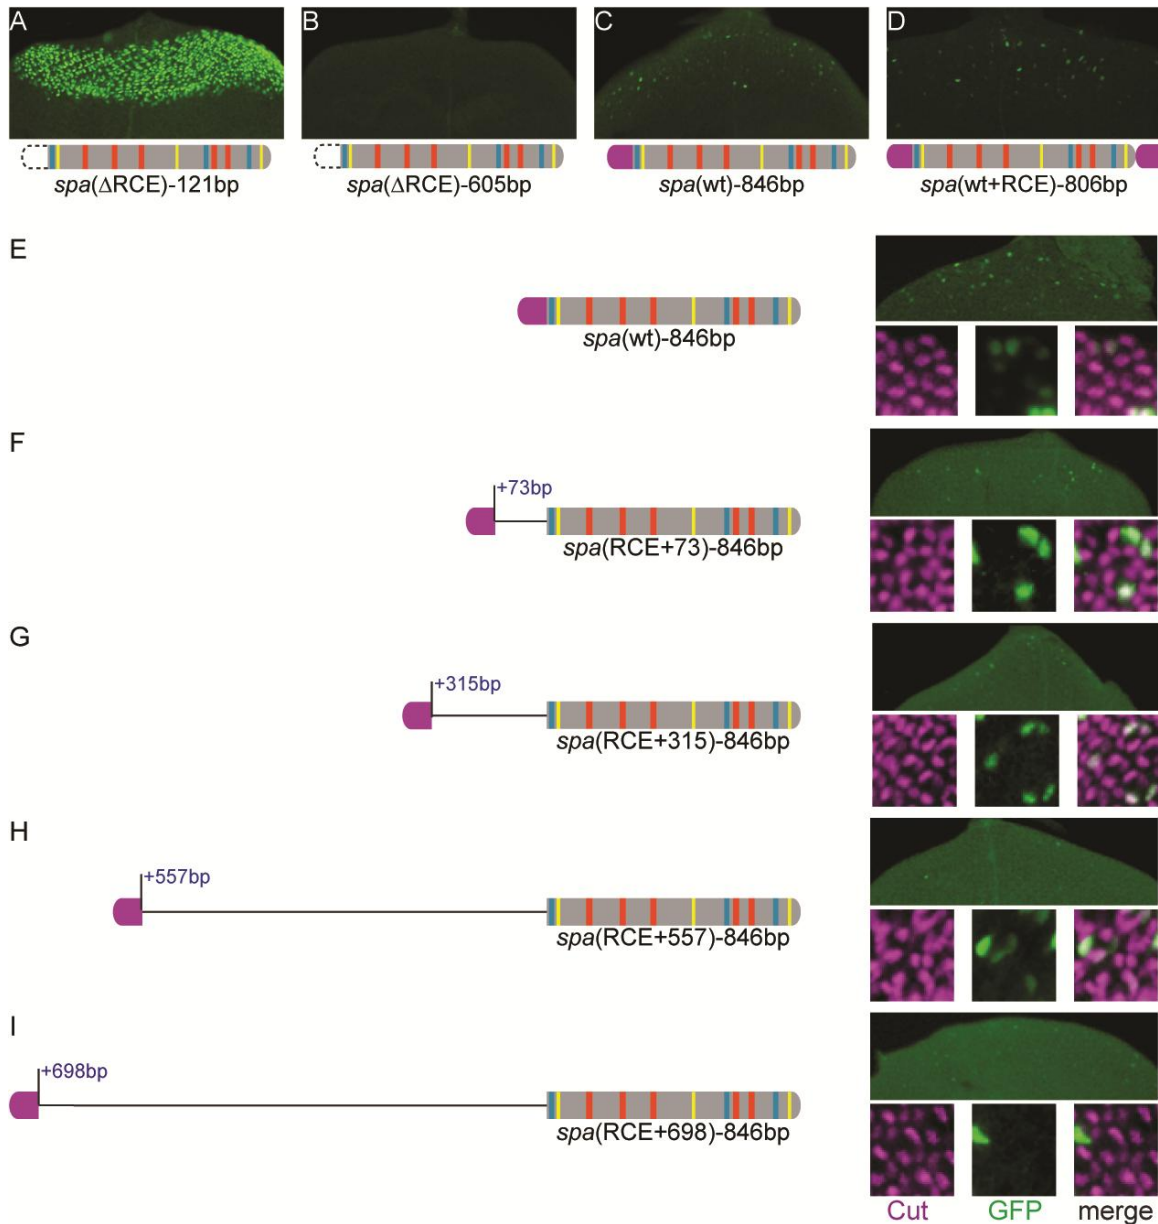 A B C D
spa(ΔRCE)-121bp spa(ΔRCE)-605bp spa(wt)-846bp spa(wt+RCE)-806bp
E
spa(wt)-846bp
F
+73bp
spa(RCE+73)-846bp
G
+315bp
spa(RCE+315)-846bp
H
+557bp
spa(RCE+557)-846bp
I
+698bp
spa(RCE+698)-846bp
Cut GFP merge